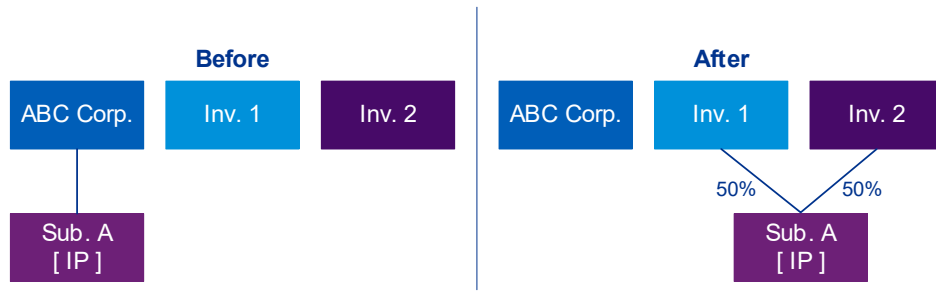 Before
ABC Corp.
Inv. 1
Inv. 2
Sub. A
[ IP ]
After
ABC Corp.
Inv. 1
Inv. 2
50%
50%
Sub. A
[ IP ]